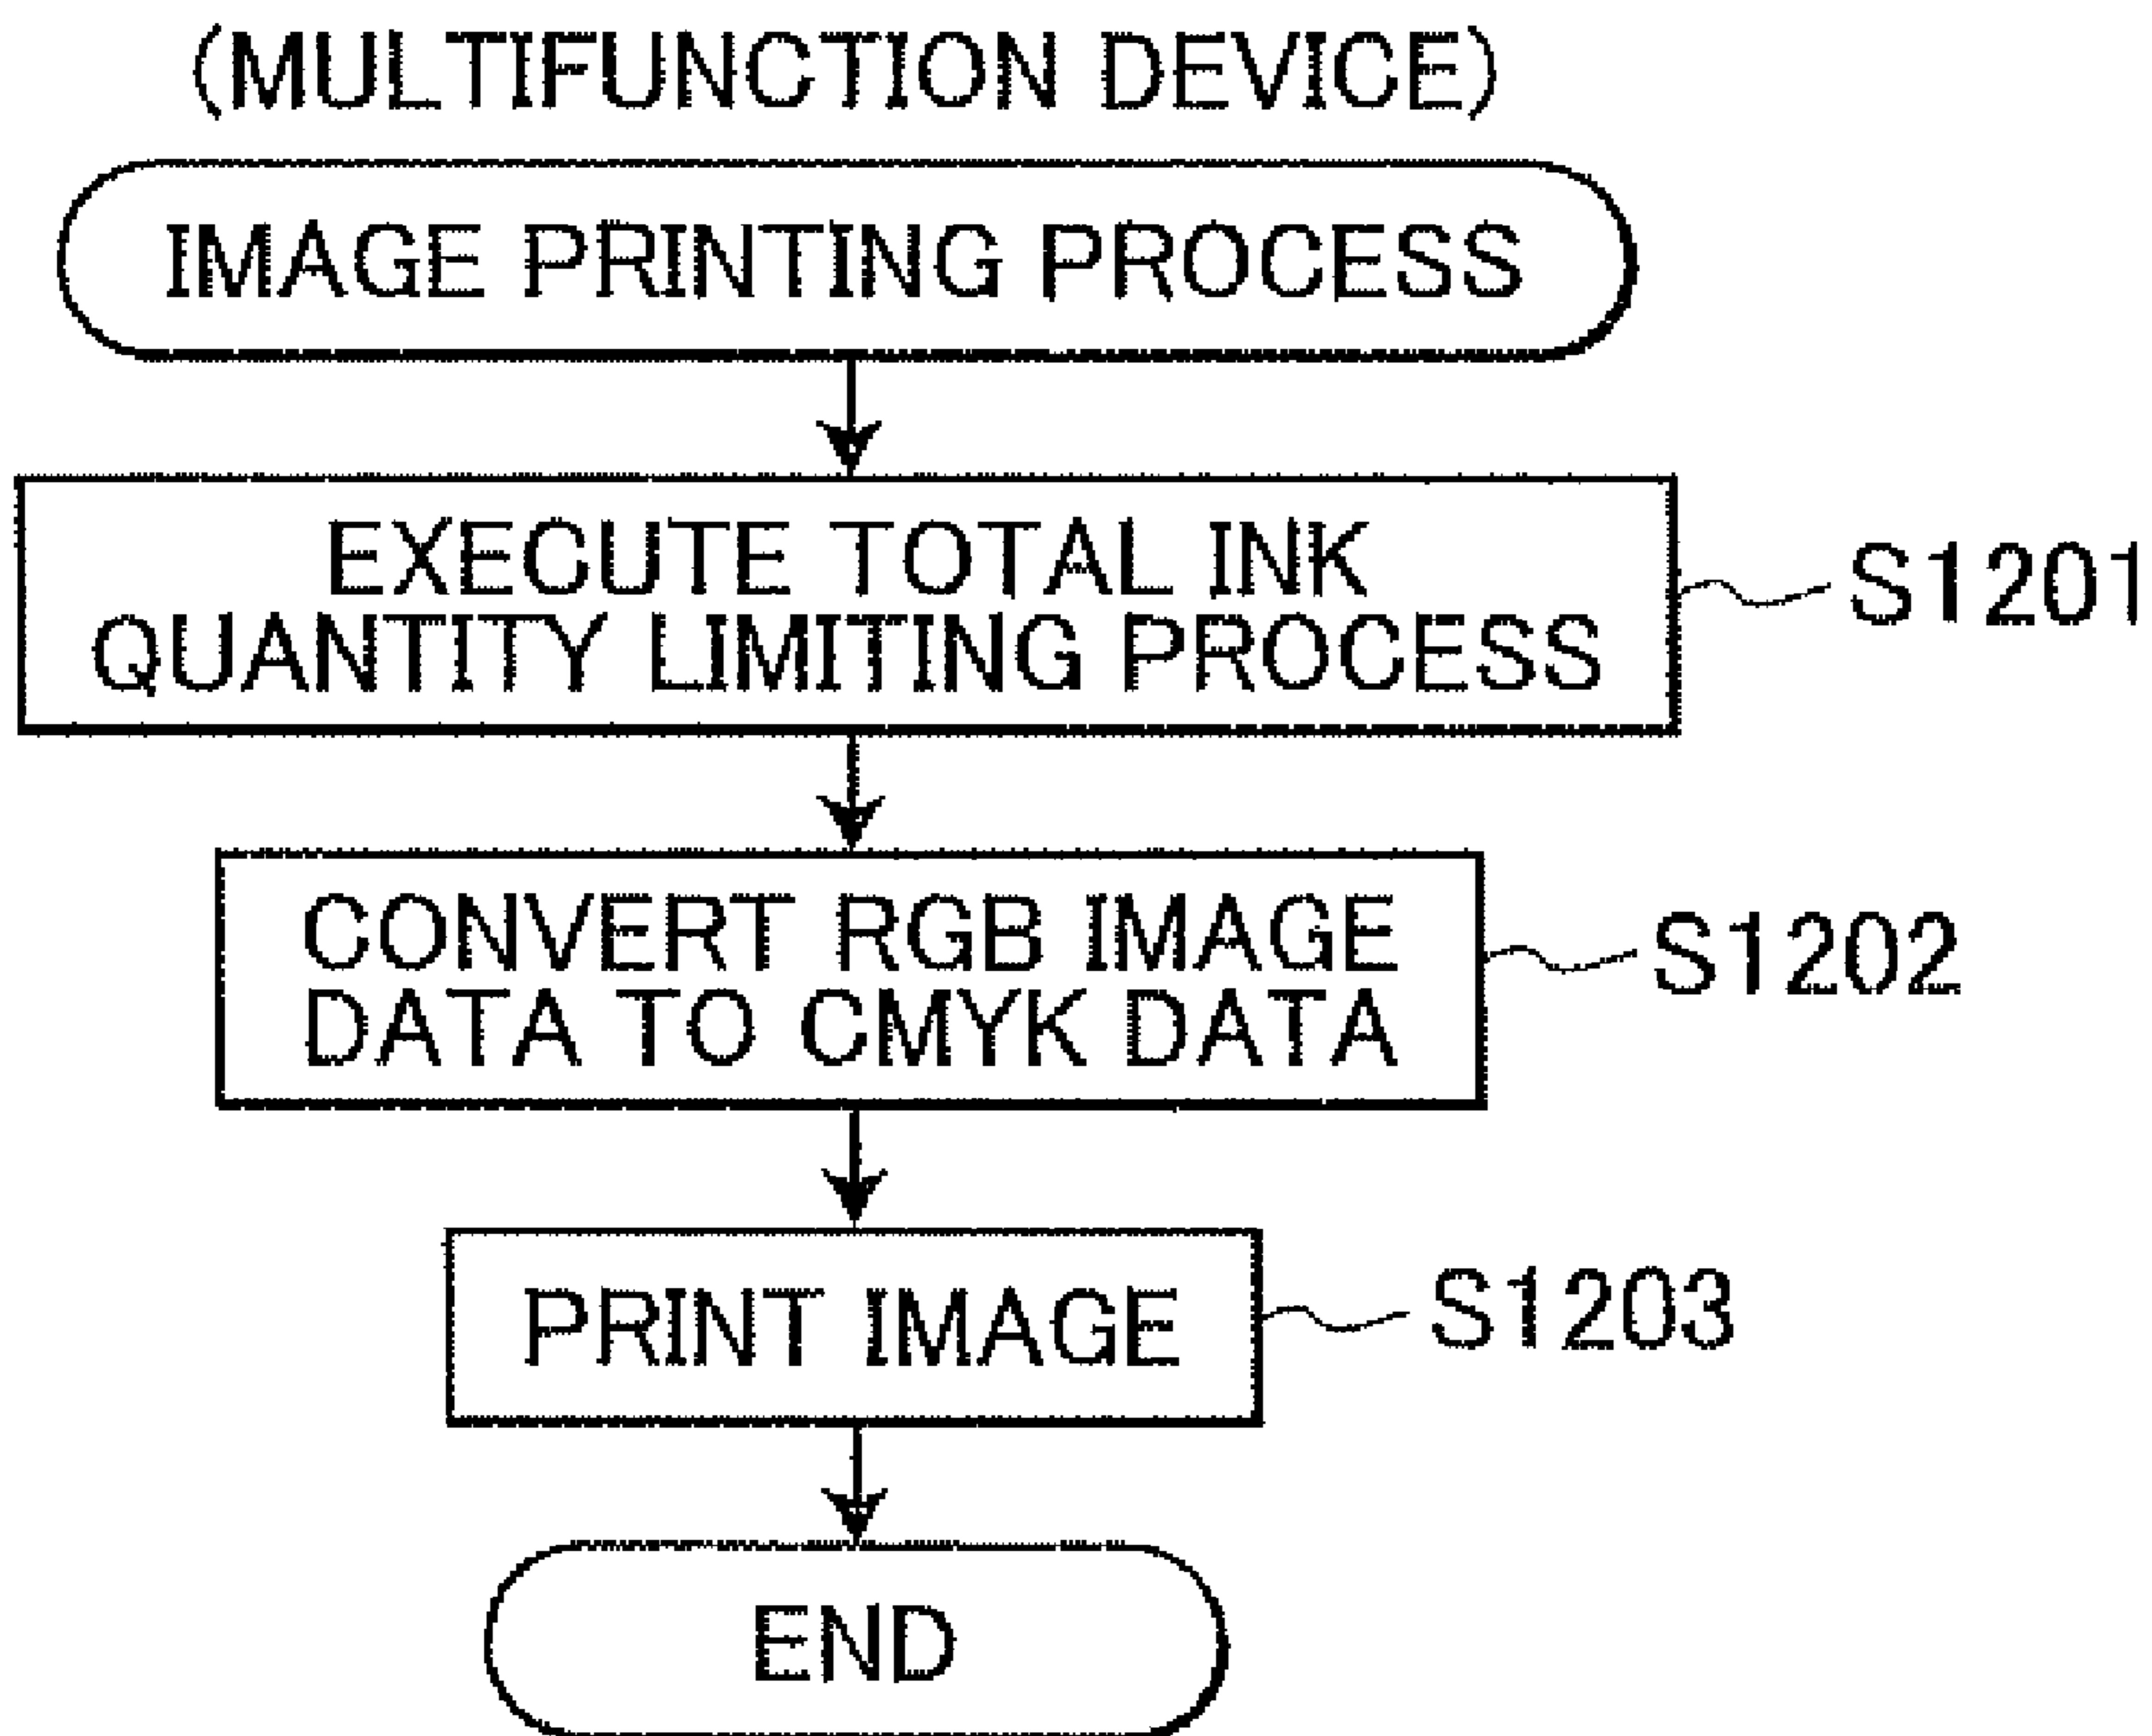 (MULTIFUNCTION DEVICE)
IMAGE PRINTING PROCESS
EXECUTE TOTAL INK
QUANTITY LIMITING PROCESS
S1201
CONVERT RGB IMAGE
DATA TO CMYK DATA
S1202
PRINT IMAGE
S1203
END